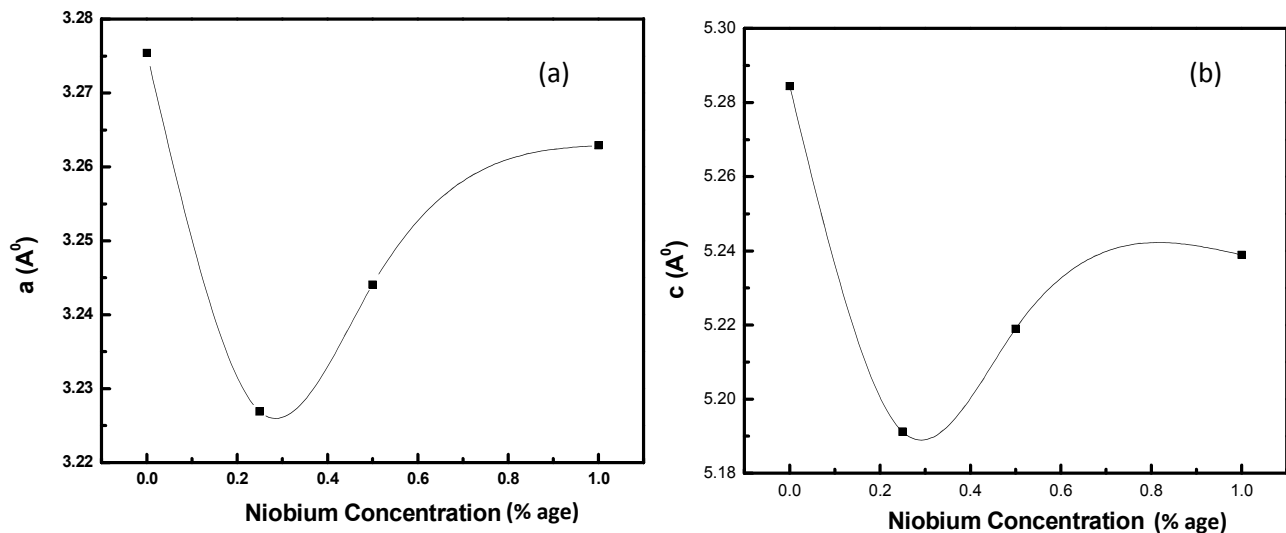 3.28
3.27
3.26
3.25
3.24
3.23
3.22
a (A⁰)
(a)
0.0 0.2 0.4 0.6 0.8 1.0
Niobium Concentration (% age)
5.30
5.28
5.26
5.24
5.22
5.20
5.18
c (A⁰)
(b)
0.0 0.2 0.4 0.6 0.8 1.0
Niobium Concentration (% age)